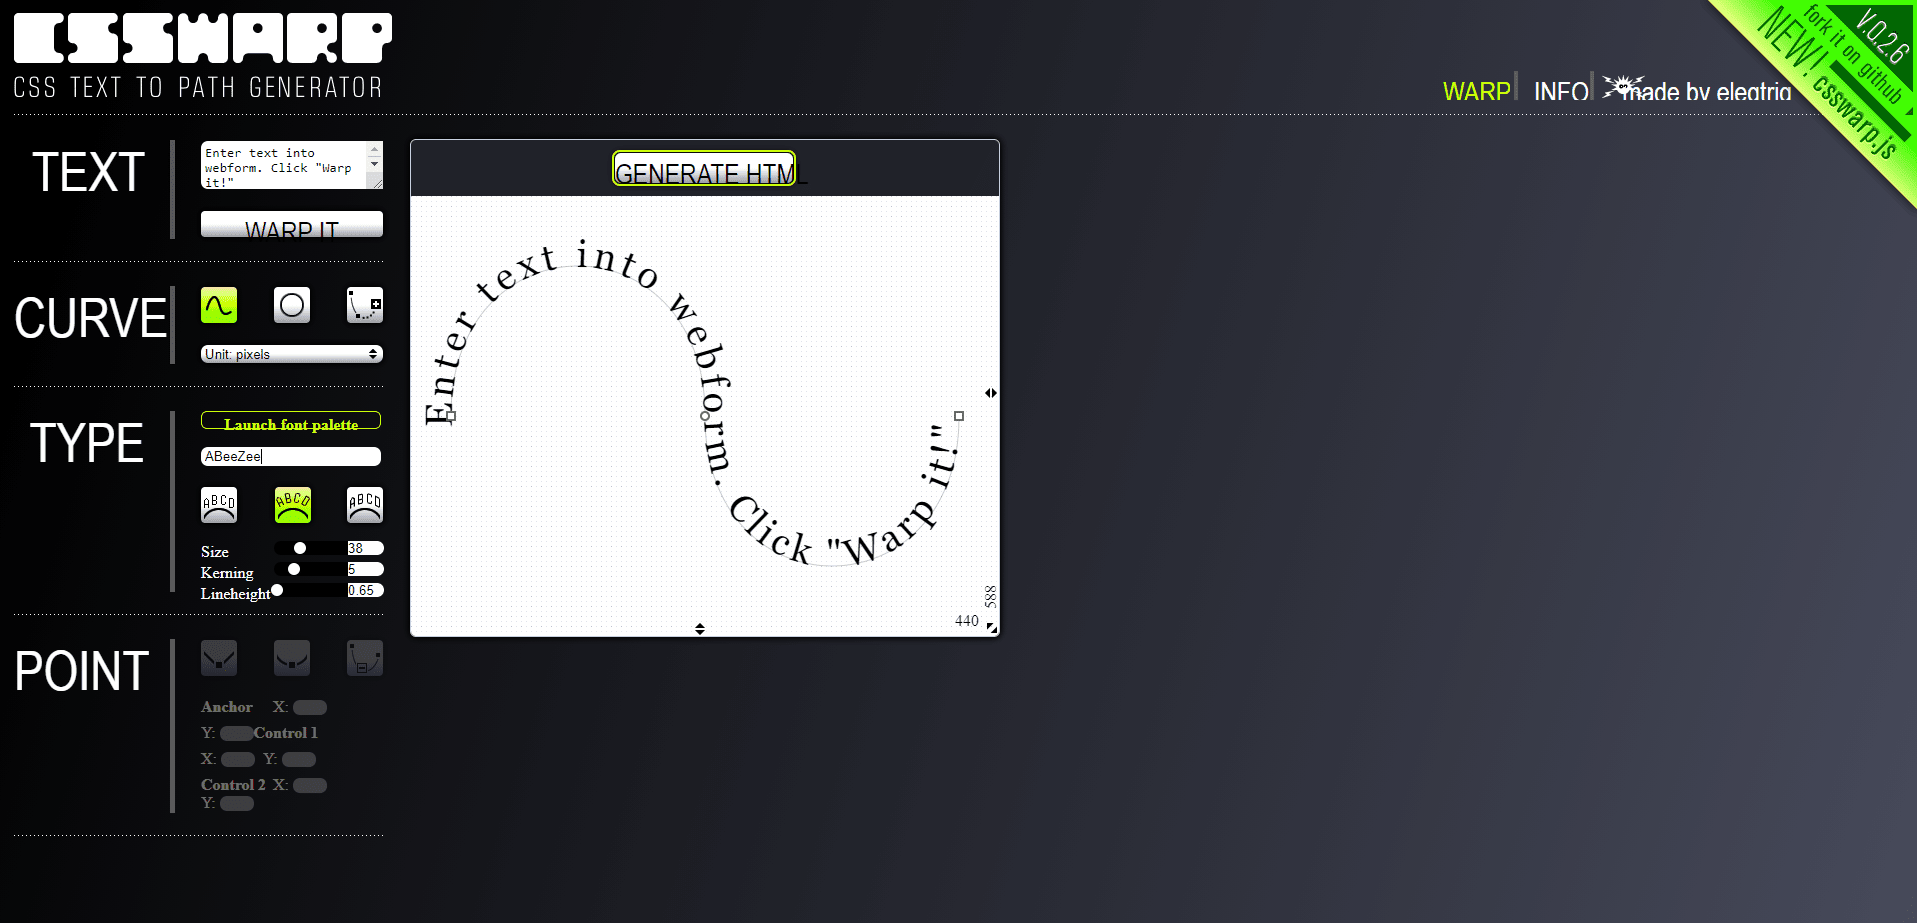 CSSWARP
CSS TEXT TO PATH GENERATOR
WARP
INFO
made by eleqtriq
V.0.2.6
fork it on github
NEW! csswarp.js
TEXT
Enter text into
webform. Click "Warp
it!"
WARP IT
CURVE
Unit: pixels
TYPE
Launch font palette
ABeeZee
ABCD
ABCD
ABCD
Size
38
Kerning
5
Lineheight
0.65
POINT
Anchor X:
Y: Control 1
X: Y:
Control 2 X:
Y:
GENERATE HTML
Enter text into webform. Click "Warp it!"
588
440